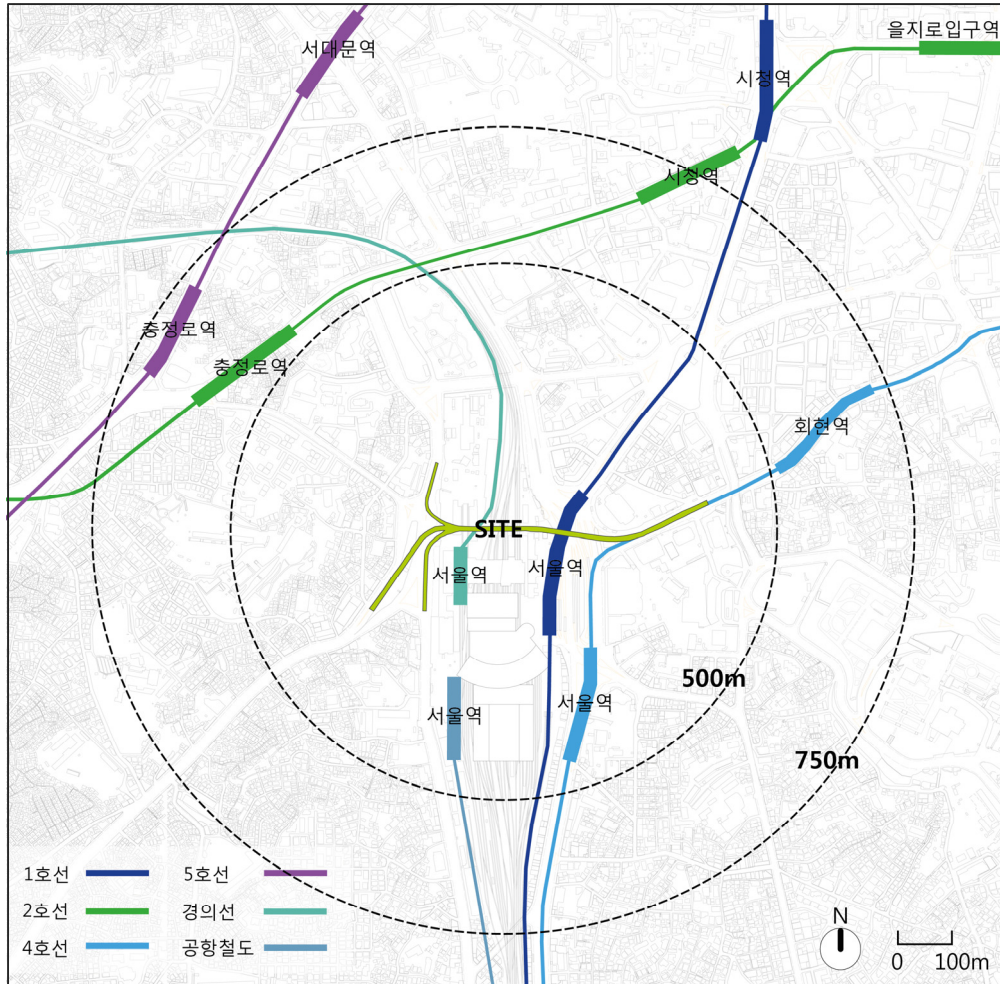 을지로입구역
서대문역
시청역
시청역
충정로역
충정로역
회현역
SITE
서울역
서울역
500m
서울역
서울역
750m
1호선
5호선
2호선
경의선
4호선
공항철도
N
0 100m